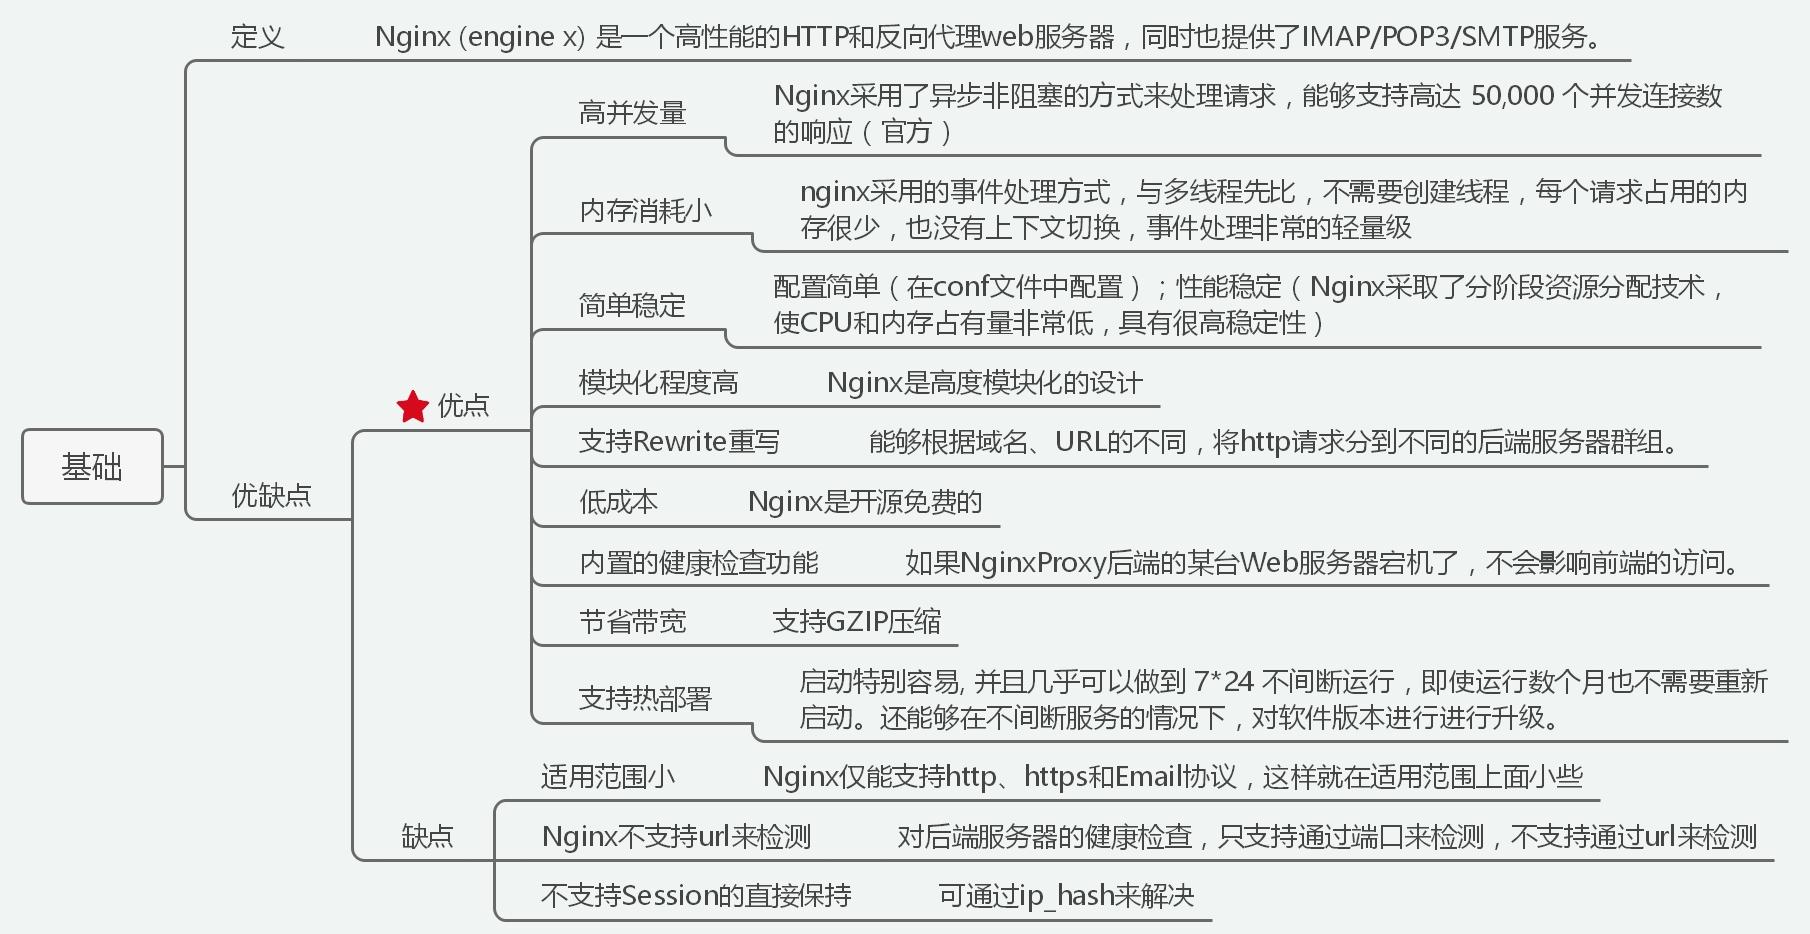 定义 Nginx (engine x) 是一个高性能的HTTP和反向代理web服务器，同时也提供了IMAP/POP3/SMTP服务。
高并发量 Nginx采用了异步非阻塞的方式来处理请求，能够支持高达 50,000 个并发连接数
的响应（官方）
内存消耗小 nginx采用的事件处理方式，与多线程先比，不需要创建线程，每个请求占用的内
存很少，也没有上下文切换，事件处理非常的轻量级
简单稳定 配置简单（在conf文件中配置）；性能稳定（Nginx采取了分阶段资源分配技术，
使CPU和内存占有量非常低，具有很高稳定性）
模块化程度高 Nginx是高度模块化的设计
优点
支持Rewrite重写 能够根据域名、URL的不同，将http请求分到不同的后端服务器群组。
基础
优缺点
低成本 Nginx是开源免费的
内置的健康检查功能 如果NginxProxy后端的某台Web服务器宕机了，不会影响前端的访问。
节省带宽 支持GZIP压缩
支持热部署 启动特别容易, 并且几乎可以做到 7*24 不间断运行，即使运行数个月也不需要重新
启动。还能够在不间断服务的情况下，对软件版本进行进行升级。
适用范围小 Nginx仅能支持http、https和Email协议，这样就在适用范围上面小些
缺点
Nginx不支持url来检测 对后端服务器的健康检查，只支持通过端口来检测，不支持通过url来检测
不支持Session的直接保持 可通过ip_hash来解决